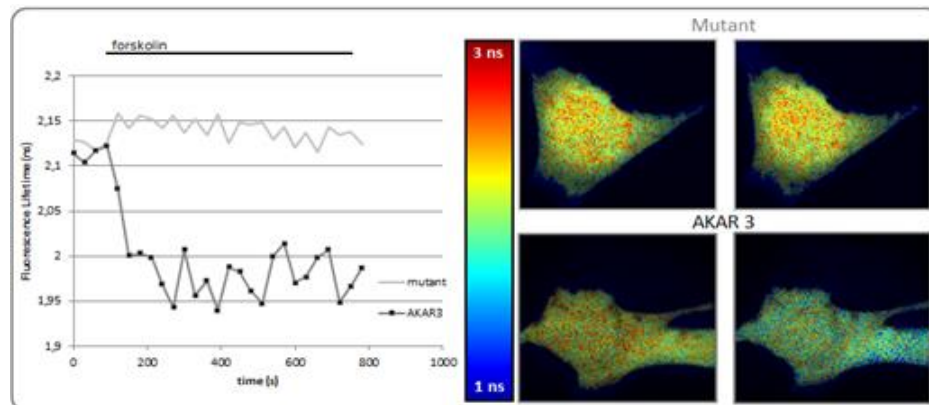 forskolin
2,2
2,15
2,1
2,05
2
1,95
1,9
Fluorescence Lifetime (ns)
0
200
400
600
800
1000
time (s)
mutant
AKAR3
3 ns
1 ns
Mutant
AKAR 3